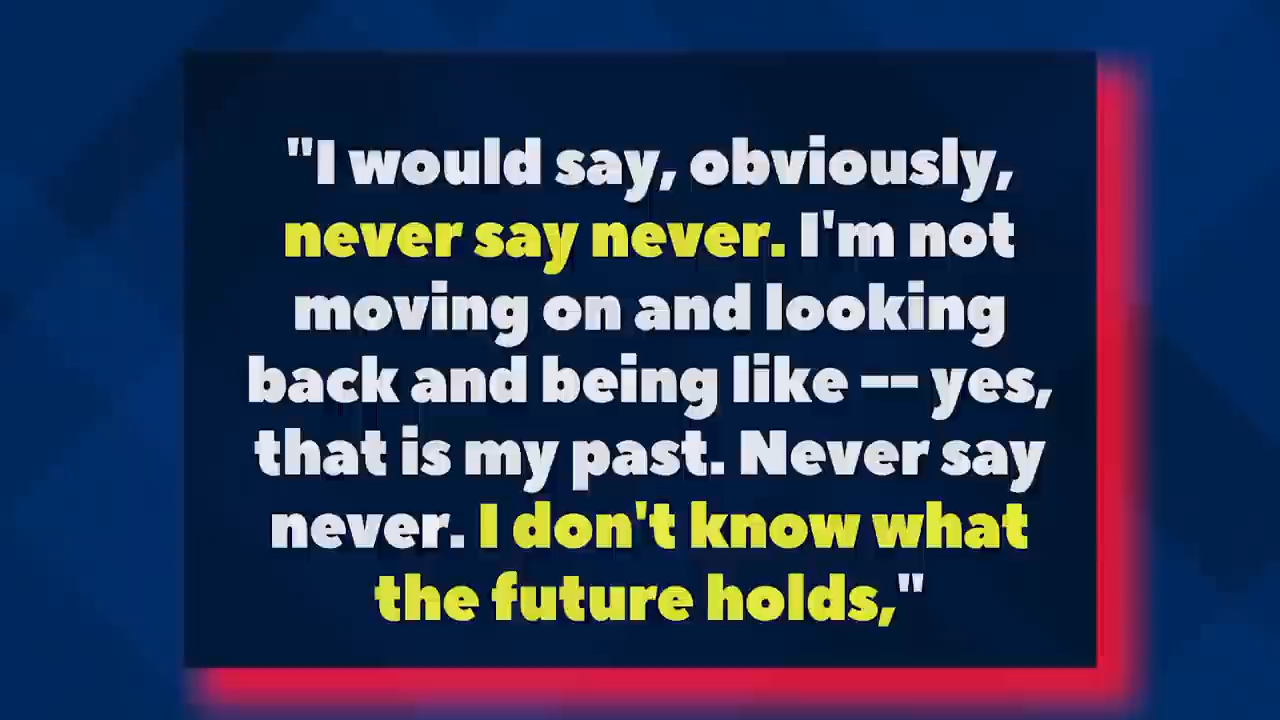 "I would say, obviously,
never say never. I'm not
moving on and looking
back and being like -- yes,
that is my past. Never say
never. I don't know what
the future holds,"